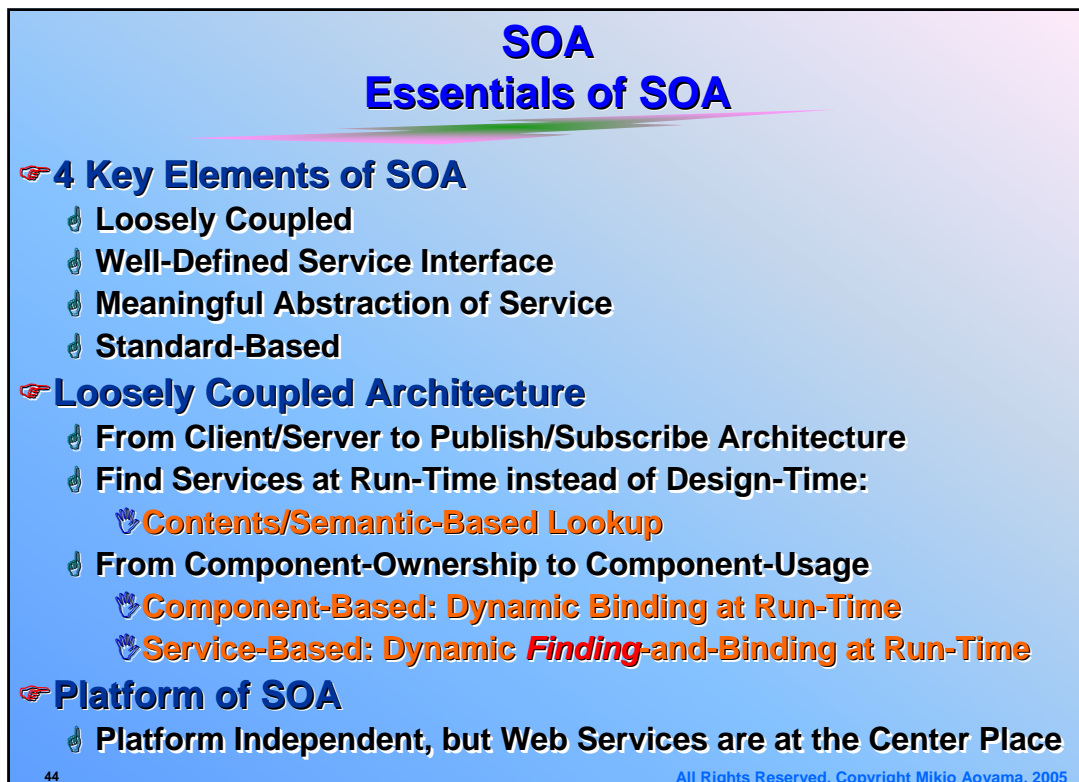 SOA
Essentials of SOA
4 Key Elements of SOA
Loosely Coupled
Well-Defined Service Interface
Meaningful Abstraction of Service
Standard-Based
Loosely Coupled Architecture
From Client/Server to Publish/Subscribe Architecture
Find Services at Run-Time instead of Design-Time:
Contents/Semantic-Based Lookup
From Component-Ownership to Component-Usage
Component-Based: Dynamic Binding at Run-Time
Service-Based: Dynamic Finding-and-Binding at Run-Time
Platform of SOA
Platform Independent, but Web Services are at the Center Place
44
All Rights Reserved, Copyright Mikio Aoyama, 2005